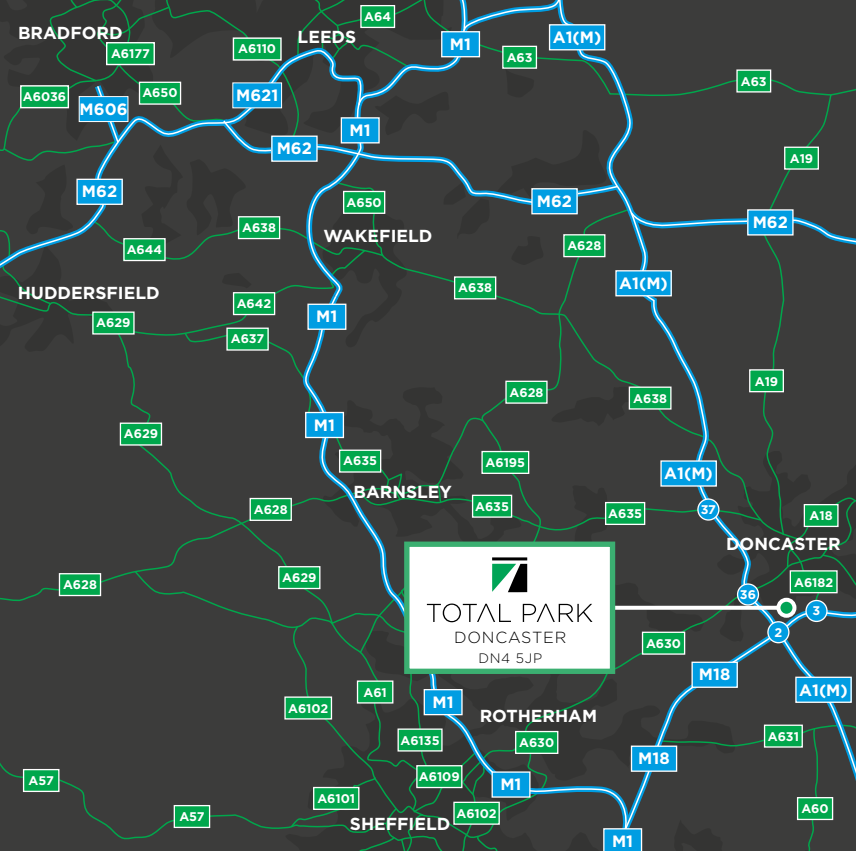 A64
BRADFORD
LEEDS
M1
A1(M)
A6177
A6110
A63
A63
A6036
A650
M621
M606
M1
M62
A19
M62
A650
M62
M62
A638
WAKEFIELD
A644
A628
A638
A1(M)
HUDDERSFIELD
A642
M1
A629
A637
A19
A628
A638
M1
A629
A635
A6195
A1(M)
BARNSLEY
A628
A635
A635
37
A18
DONCASTER
A628
A629
A6182
36
3
TOTAL PARK
DONCASTER
DN4 5JP
2
A630
M18
A61
A1(M)
M1
A6102
ROTHERHAM
A6135
A630
A631
M18
A57
A6109
M1
A6101
A57
A6102
A60
SHEFFIELD
M1